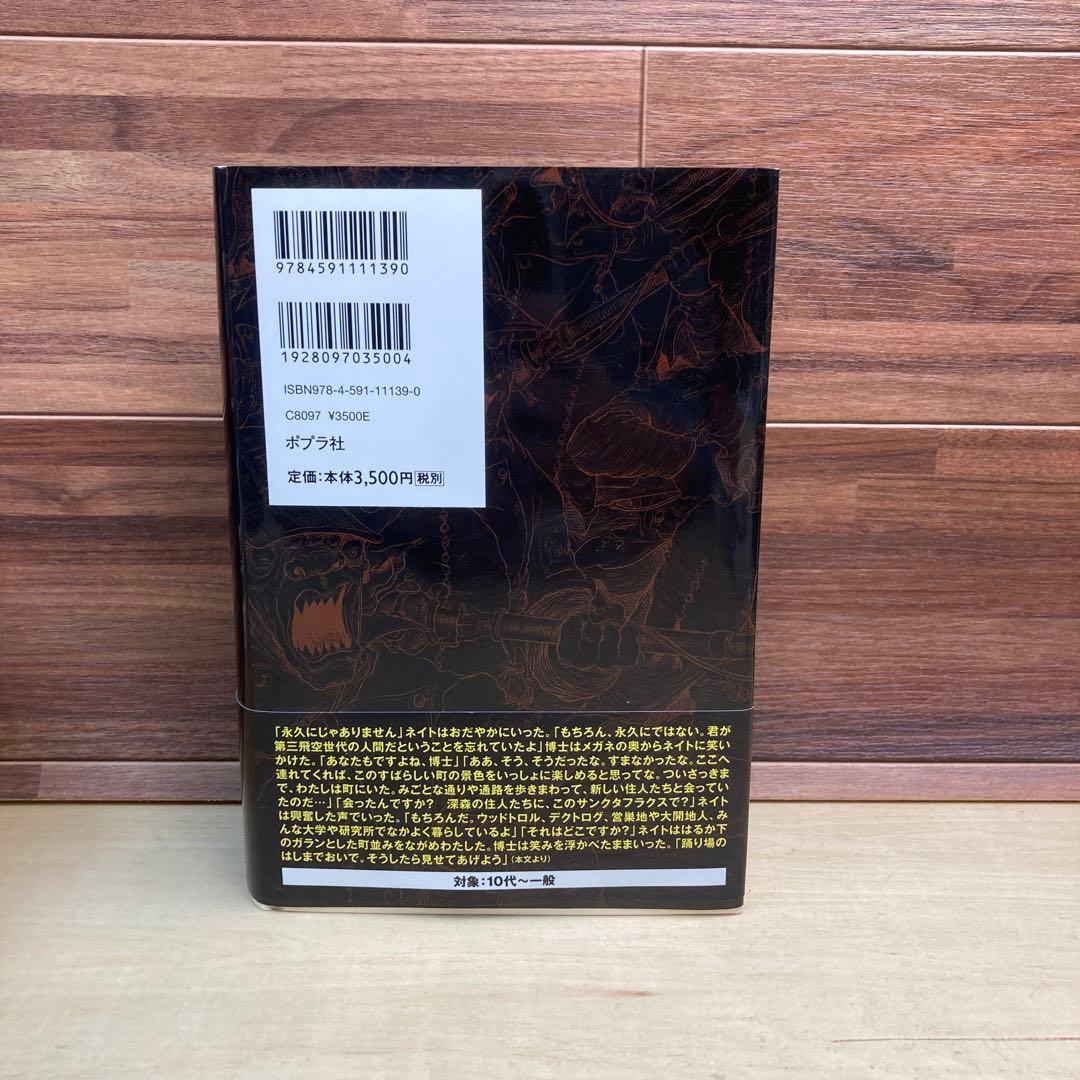 9784591111390
1928097035004
ISBN978-4-591-11139-0
C8097 ¥3500E
ポプラ社
定価:本体3,500円 税別
「永久にじゃありません」ネイトはおだやかにいった。「もちろん、永久にではない。君が
第三飛空世代の人間だということを忘れていたよ」博士はメガネの奥からネイトに笑い
かけた。「あなたもですよね、博士」「ああ、そう、そうだったな。すまなかったな。ここへ
連れてくれば、このすばらしい町の景色をいっしょに楽しめると思ってな。ついさっきま
で、わたしは町にいた。みごとな通りや通路を歩きまわって、新しい住人たちと会ってい
たのだ…」「会ったんですか? 深森の住人たちに、このサンクタフラクスで?」ネイト
は興奮した声でいった。「もちろんだ。ウッドトロル、デクトログ、営巣地や大開地人、み
んな大学や研究所でなかよく暮らしているよ」「それはどこですか?」ネイトははるか下
のガランとした町並みをながめわたした。博士は笑みを浮かべたままいった。「踊り場の
はしまでおいで。そうしたら見せてあげよう」(本文より)
対象:10代〜一般